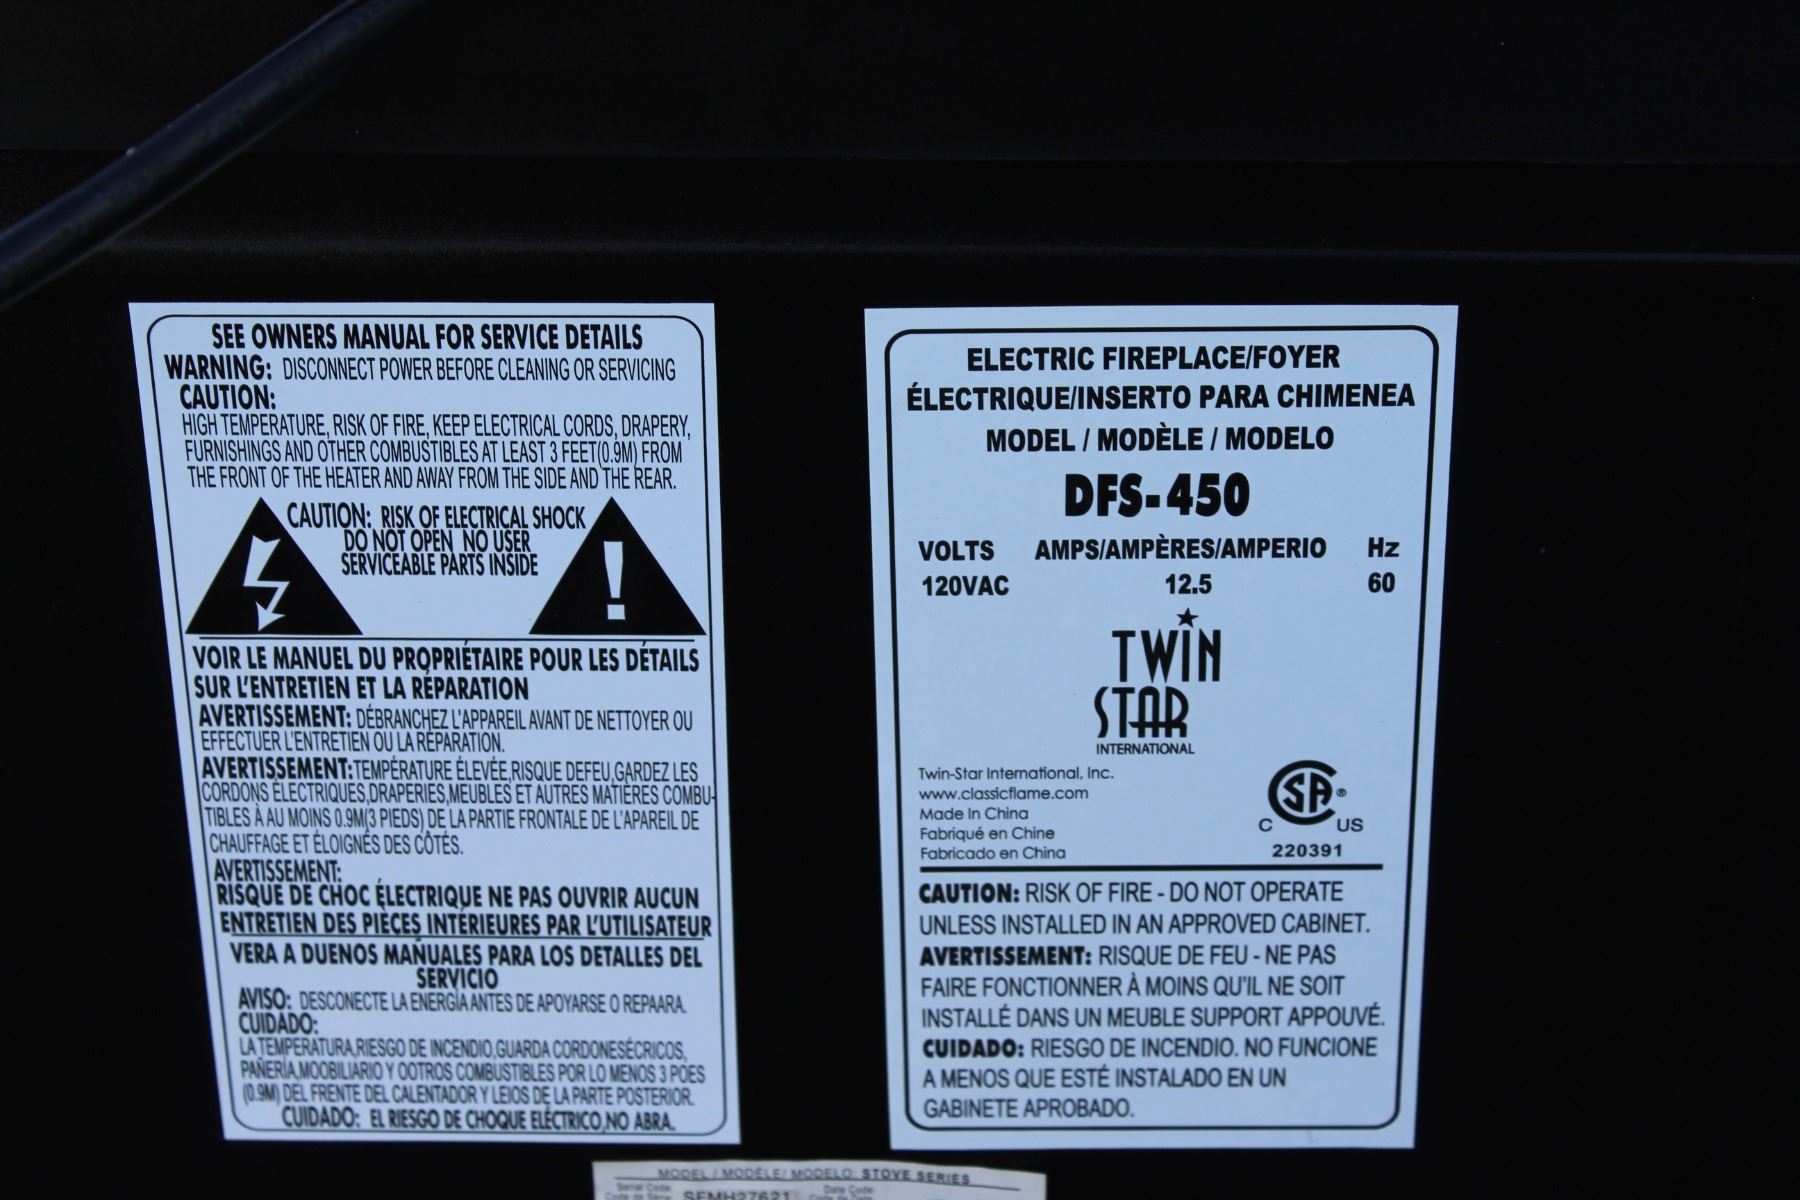 SEE OWNERS MANUAL FOR SERVICE DETAILS
WARNING: DISCONNECT POWER BEFORE CLEANING OR SERVICING
CAUTION:
HIGH TEMPERATURE, RISK OF FIRE, KEEP ELECTRICAL CORDS, DRAPERY,
FURNISHINGS AND OTHER COMBUSTIBLES AT LEAST 3 FEET(0.9M) FROM
THE FRONT OF THE HEATER AND AWAY FROM THE SIDE AND THE REAR.
CAUTION: RISK OF ELECTRICAL SHOCK
DO NOT OPEN NO USER
SERVICEABLE PARTS INSIDE
VOIR LE MANUEL DU PROPRIÉTAIRE POUR LES DÉTAILS
SUR L'ENTRETIEN ET LA RÉPARATION
AVERTISSEMENT: DÉBRANCHEZ L'APPAREIL AVANT DE NETTOYER OU
EFFECTUER L'ENTRETIEN OU LA RÉPARATION.
AVERTISSEMENT:TEMPÉRATURE ÉLEVÉE,RISQUE DEFEU,GARDEZ LES
CORDONS ÉLECTRIQUES,DRAPERIES,MEUBLES ET AUTRES MATIÈRES COMBU-
TIBLES À AU MOINS 0.9M(3 PIEDS) DE LA PARTIE FRONTALE DE L'APAREIL DE
CHAUFFAGE ET ÉLOIGNÉS DES CÔTÉS.
AVERTISSEMENT:
RISQUE DE CHOC ÉLECTRIQUE NE PAS OUVRIR AUCUN
ENTRETIEN DES PIÈCES INTÉRIEURES PAR L'UTILISATEUR
VERA A DUENOS MAÑUALES PARA LOS DETALLES DEL
SERVICIO
AVISO: DESCONECTE LA ENERGÍA ANTES DE APOYARSE O REPAARA.
CUIDADO:
LA TEMPERATURA,RIESGO DE INCENDIO,GUARDA CORDONESÉCRICOS,
PAÑERÍA,MOOBILIARIO Y OOTROS COMBUSTIBLES POR LO MENOS 3 POES
(0.9M) DEL FRENTE DEL CALENTADOR Y LEIOS DE LA PARTE POSTERIOR.
CUIDADO: EL RIESGO DE CHOQUE ELÉCTRICO,NO ABRA.
ELECTRIC FIREPLACE/FOYER
ÉLECTRIQUE/INSERTO PARA CHIMENEA
MODEL / MODÈLE / MODELO
DFS-450
VOLTS AMPS/AMPÈRES/AMPERIO Hz
120VAC 12.5 60
TWIN
STAR
INTERNATIONAL
Twin-Star International, Inc.
www.classicflame.com
Made In China
Fabriqué en Chine
Fabricado en China
CSA®
C US
220391
CAUTION: RISK OF FIRE - DO NOT OPERATE
UNLESS INSTALLED IN AN APPROVED CABINET.
AVERTISSEMENT: RISQUE DE FEU - NE PAS
FAIRE FONCTIONNER À MOINS QU'IL NE SOIT
INSTALLÉ DANS UN MEUBLE SUPPORT APPOUVÉ.
CUIDADO: RIESGO DE INCENDIO. NO FUNCIONE
A MENOS QUE ESTÉ INSTALADO EN UN
GABINETE APROBADO.
MODEL / MODÈLE/ MODELO: STOVE SERIES
Serial Code: Date Code:
SEMH27621